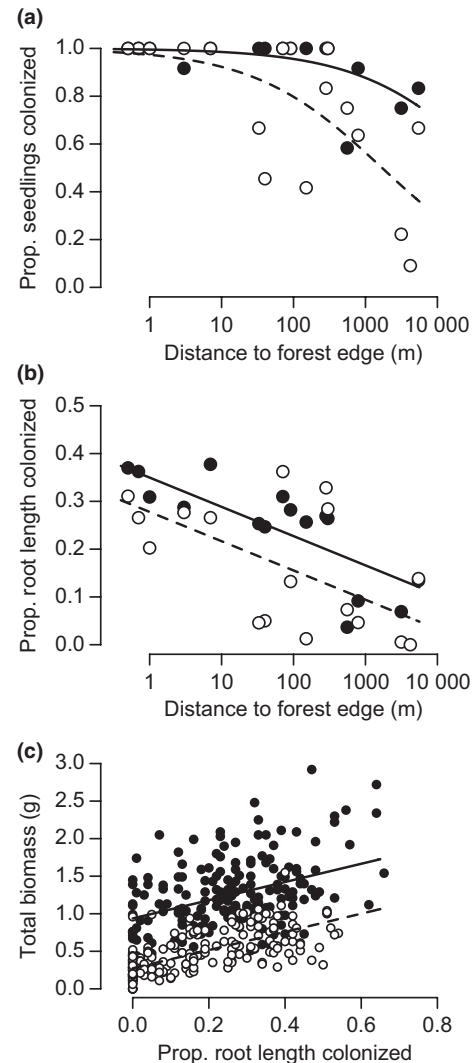 (a)
Prop. seedlings colonized
1.0
0.8
0.6
0.4
0.2
0.0
1 10 100 1000 10 000
Distance to forest edge (m)
(b)
Prop. root length colonized
0.5
0.4
0.3
0.2
0.1
0.0
1 10 100 1000 10 000
Distance to forest edge (m)
(c)
Total biomass (g)
3.0
2.5
2.0
1.5
1.0
0.5
0.0
0.0 0.2 0.4 0.6 0.8
Prop. root length colonized